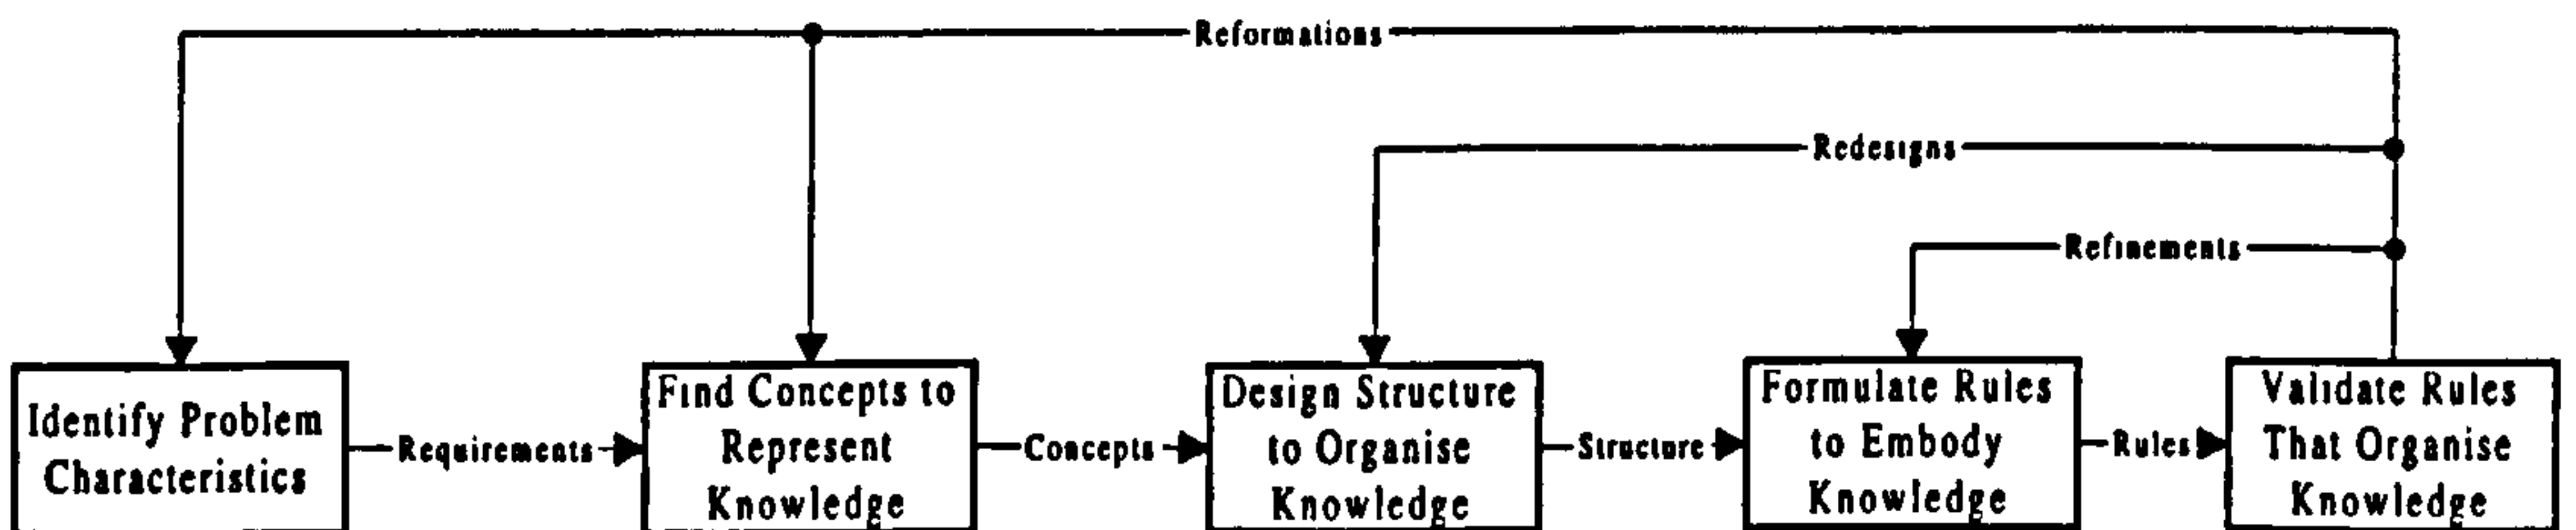 Reformations
Redesigns
Refinements
Identify Problem
Characteristics
Requirements
Find Concepts to
Represent
Knowledge
Concepts
Design Structure
to Organise
Knowledge
Structure
Formulate Rules
to Embody
Knowledge
Rules
Validate Rules
That Organise
Knowledge